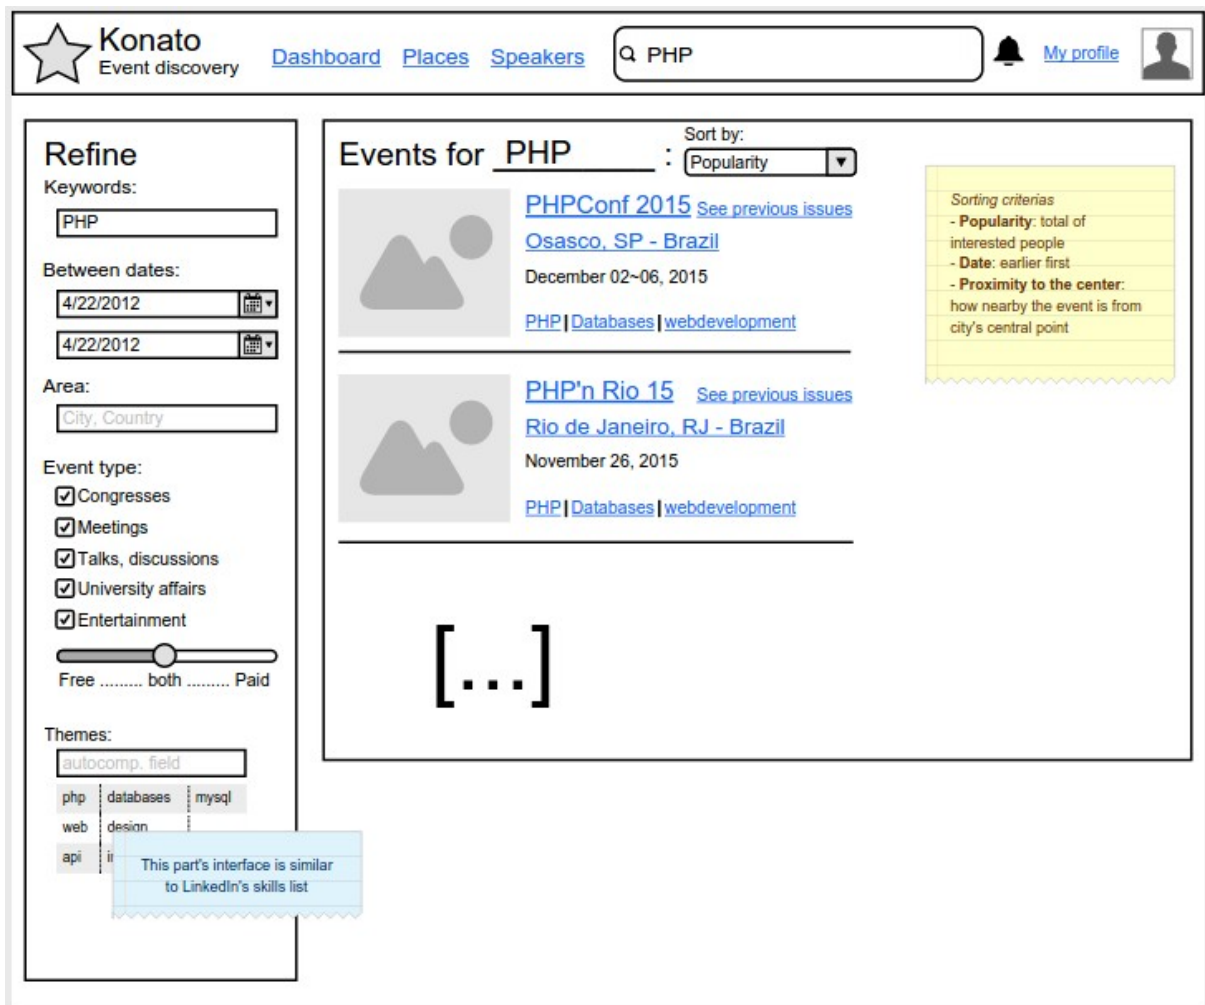 Konato
Event discovery
Dashboard Places Speakers
PHP
My profile
Refine
Keywords:
PHP
Between dates:
4/22/2012
4/22/2012
Area:
City, Country
Event type:
Congresses
Meetings
Talks, discussions
University affairs
Entertainment
Free ......... both ......... Paid
Themes:
autocomp. field
php databases mysql
web design
api
This part's interface is similar
to LinkedIn's skills list
Events for PHP :
Sort by:
Popularity
PHPConf 2015 See previous issues
Osasco, SP - Brazil
December 02~06, 2015
PHP|Databases|webdevelopment
PHP'n Rio 15 See previous issues
Rio de Janeiro, RJ - Brazil
November 26, 2015
PHP|Databases|webdevelopment
[...]
Sorting criterias
- Popularity: total of
interested people
- Date: earlier first
- Proximity to the center:
how nearby the event is from
city's central point